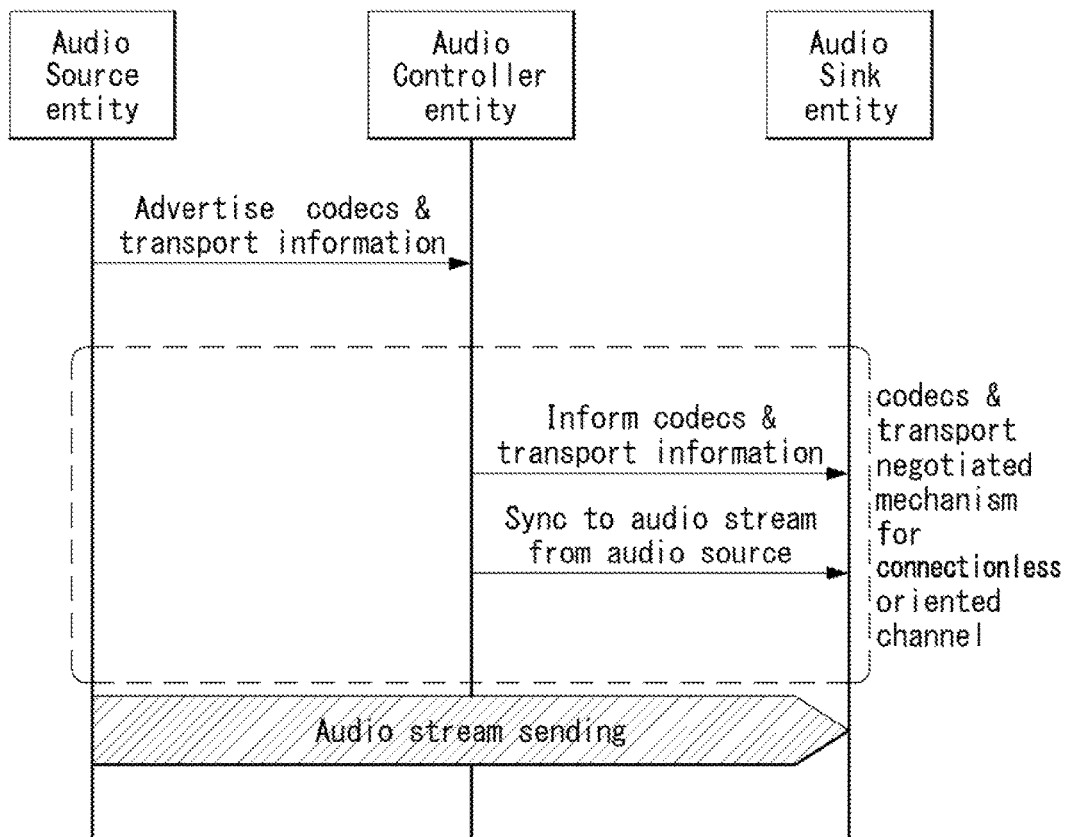 Audio
Source
entity
Audio
Controller
entity
Audio
Sink
entity
Advertise codecs &
transport information
Inform codecs &
transport information
Sync to audio stream
from audio source
codecs &
transport
negotiated
mechanism
for
connectionless
oriented
channel
Audio stream sending